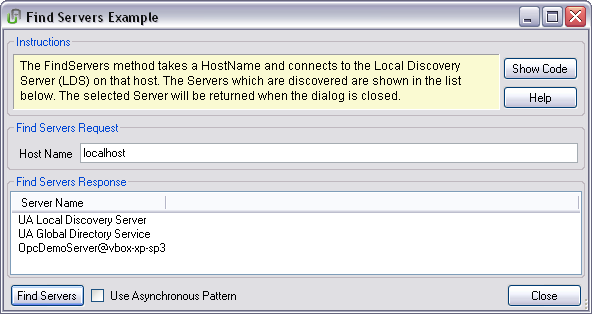 Find Servers Example
Instructions
The FindServers method takes a HostName and connects to the Local Discovery
Server (LDS) on that host. The Servers which are discovered are shown in the list
below. The selected Server will be returned when the dialog is closed.
Show Code
Help
Find Servers Request
Host Name
localhost
Find Servers Response
Server Name
UA Local Discovery Server
UA Global Directory Service
OpcDemoServer@vbox-xp-sp3
Find Servers
Use Asynchronous Pattern
Close